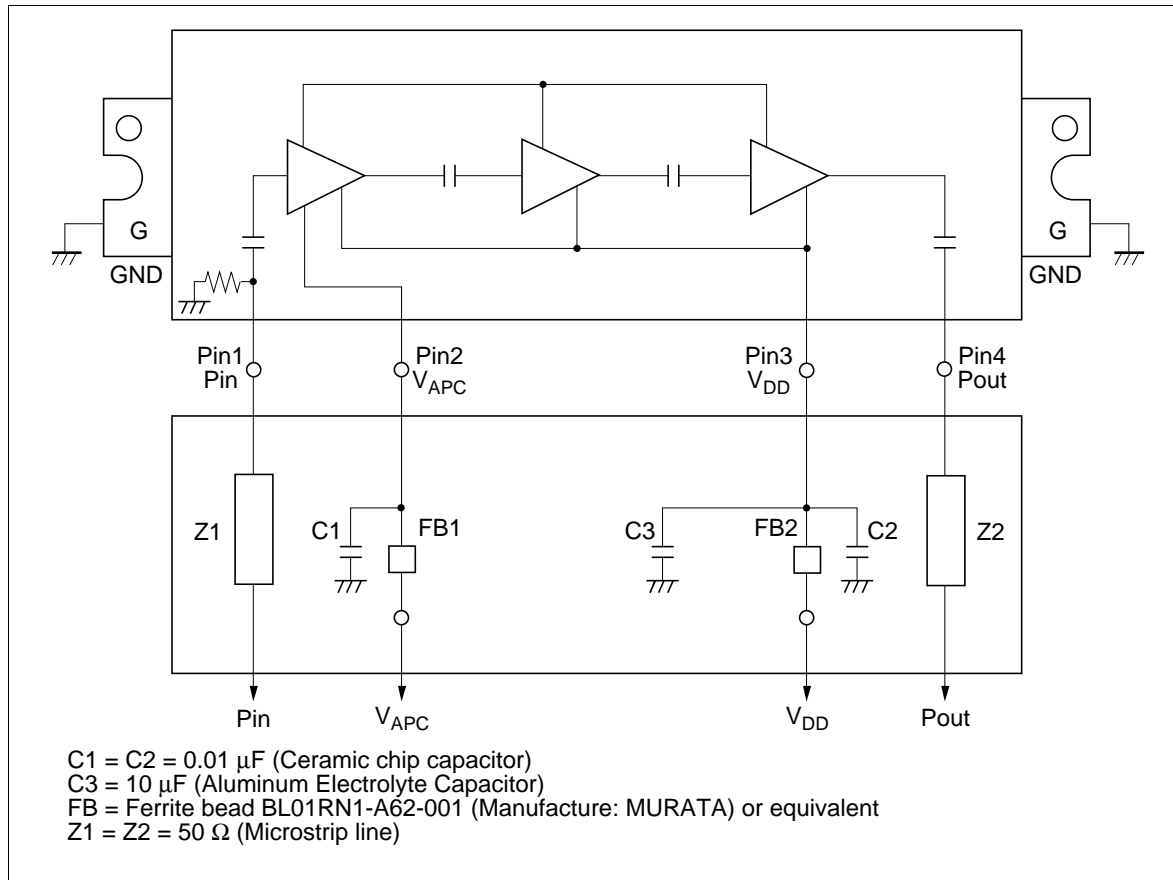 G
GND
G
GND
Pin1
Pin
Pin2
VAPC
Pin3
VDD
Pin4
Pout
Z1
C1
FB1
C3
FB2
C2
Z2
Pin
VAPC
VDD
Pout
C1 = C2 = 0.01 μF (Ceramic chip capacitor)
C3 = 10 μF (Aluminum Electrolyte Capacitor)
FB = Ferrite bead BL01RN1-A62-001 (Manufacture: MURATA) or equivalent
Z1 = Z2 = 50 Ω (Microstrip line)